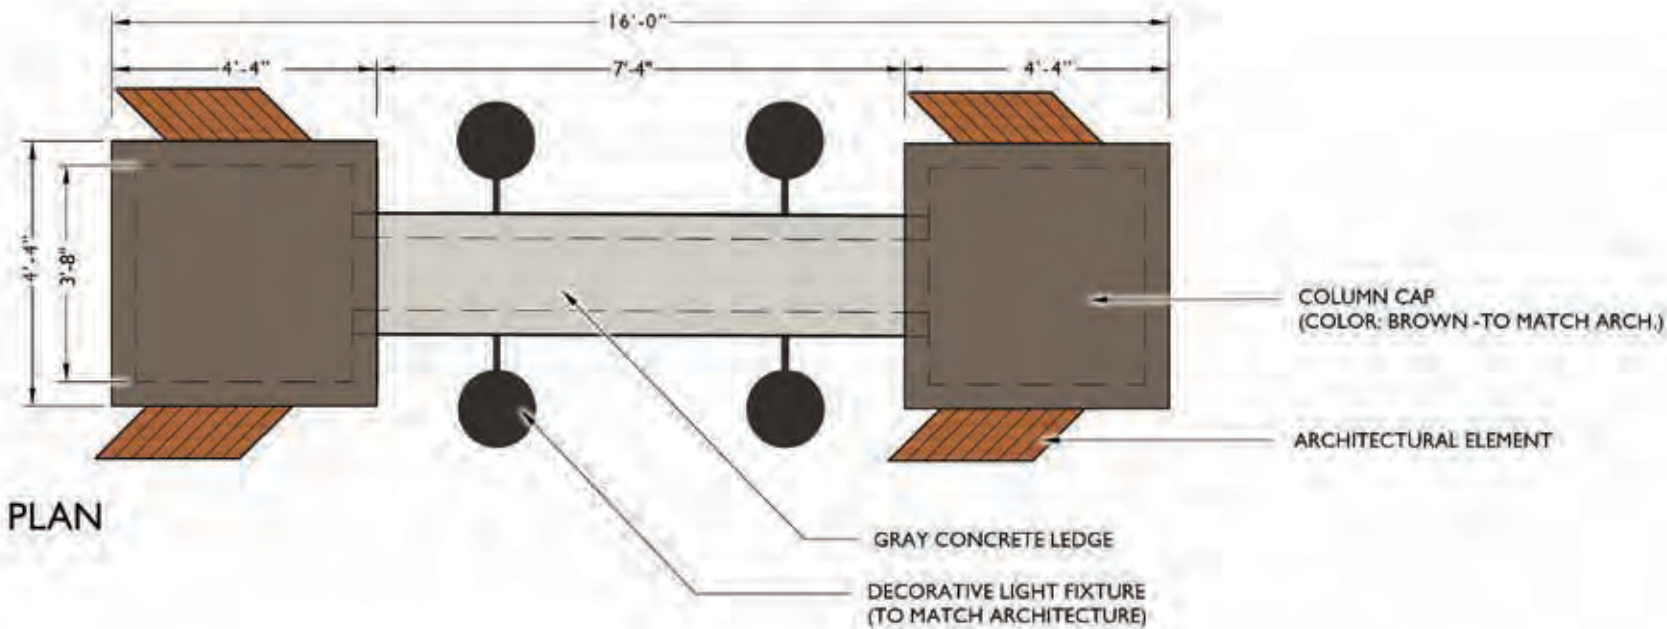 16'-0"
4'-4"
7'-4"
4'-4"
4'-4"
3'-8"
COLUMN CAP
(COLOR: BROWN -TO MATCH ARCH.)
ARCHITECTURAL ELEMENT
PLAN
GRAY CONCRETE LEDGE
DECORATIVE LIGHT FIXTURE
(TO MATCH ARCHITECTURE)